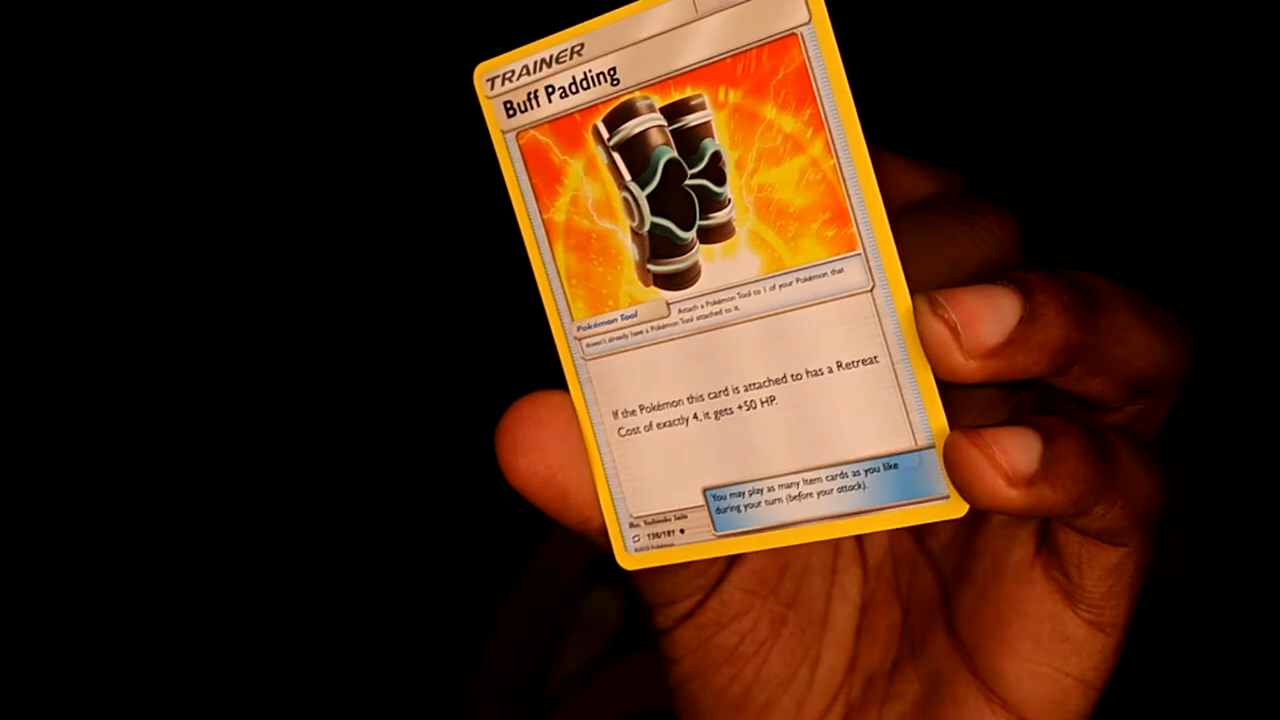 TRAINER
Buff Padding
Pokémon Tool
Attach a Pokémon Tool to 1 of your Pokémon that
doesn't already have a Pokémon Tool attached to it.
If the Pokémon this card is attached to has a Retreat
Cost of exactly 4, it gets +50 HP.
You may play as many Item cards as you like
during your turn (before your attack).
Illus. Toshinobu Saito
136/181